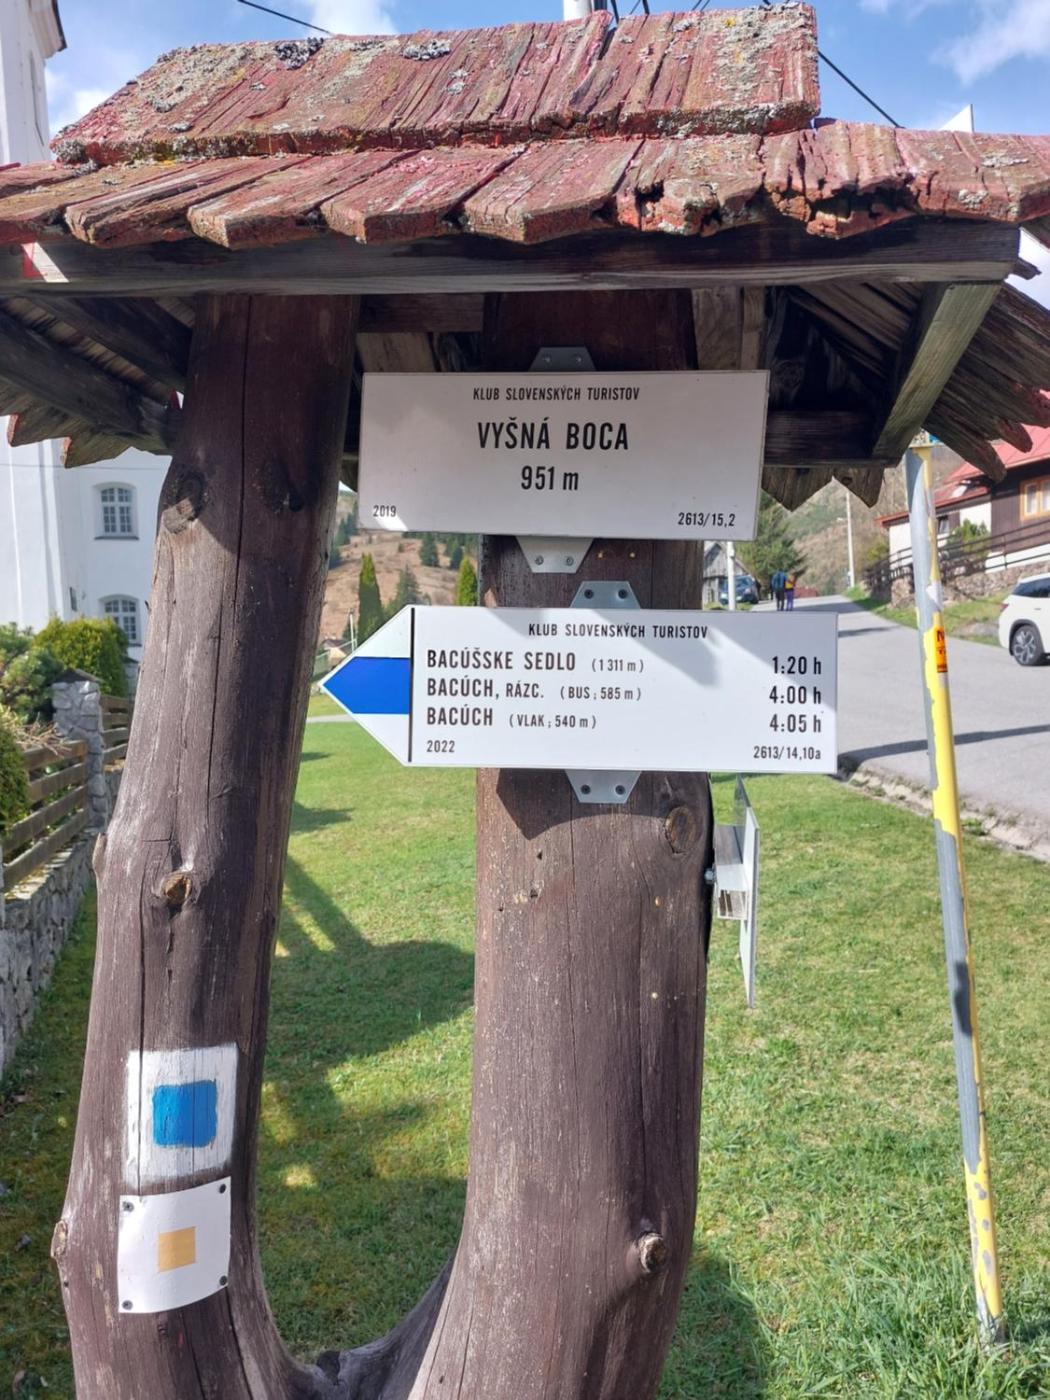 KLUB SLOVENSKÝCH TURISTOV
VYŠNÁ BOCA
951 m
2019 2613/15,2
KLUB SLOVENSKÝCH TURISTOV
BACÚŠSKE SEDLO (1 311 m) 1:20 h
BACÚCH, RÁZC. (BUS; 585 m) 4:00 h
BACÚCH (VLAK; 540 m) 4:05 h
2022 2613/14,10a